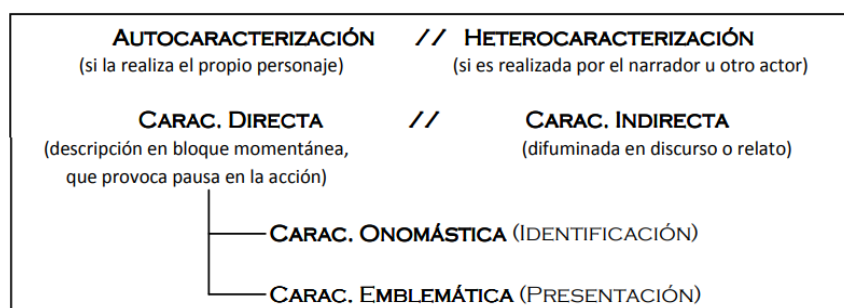 AUTOCARACTERIZACIÓN // HETEROCARACTERIZACIÓN
(si la realiza el propio personaje) (si es realizada por el narrador u otro actor)
CARAC. DIRECTA // CARAC. INDIRECTA
(descripción en bloque momentánea, (difuminada en discurso o relato)
que provoca pausa en la acción)
CARAC. ONOMÁSTICA (IDENTIFICACIÓN)
CARAC. EMBLEMÁTICA (PRESENTACIÓN)